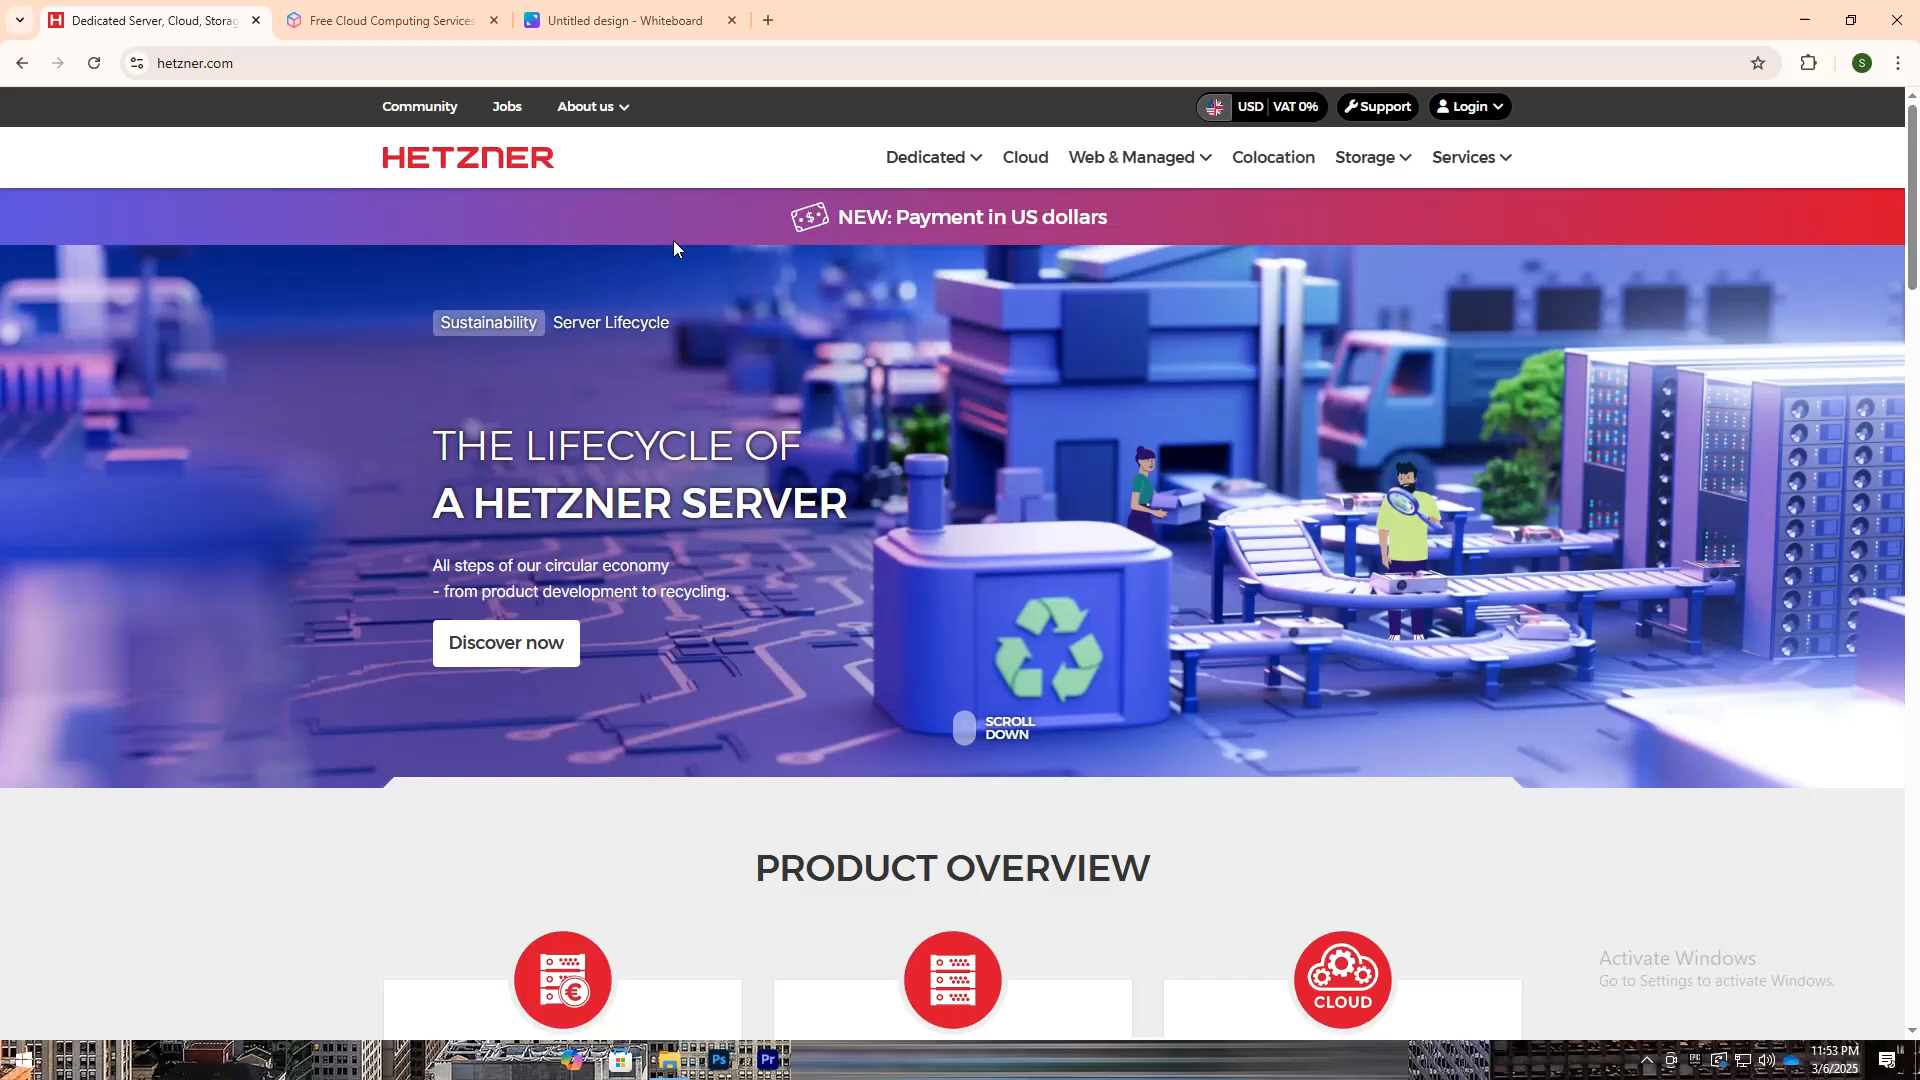 Dedicated Server, Cloud, Storag
Free Cloud Computing Services
Untitled design - Whiteboard
hetzner.com
S
Community
Jobs
About us
USD | VAT 0%
Support
Login
HETZNER
Dedicated
Cloud
Web & Managed
Colocation
Storage
Services
NEW: Payment in US dollars
Sustainability
Server Lifecycle
THE LIFECYCLE OF
A HETZNER SERVER
All steps of our circular economy
- from product development to recycling.
Discover now
SCROLL
DOWN
PRODUCT OVERVIEW
CLOUD
Activate Windows
Go to Settings to activate Windows.
Ps
Pr
11:53 PM
3/6/2025